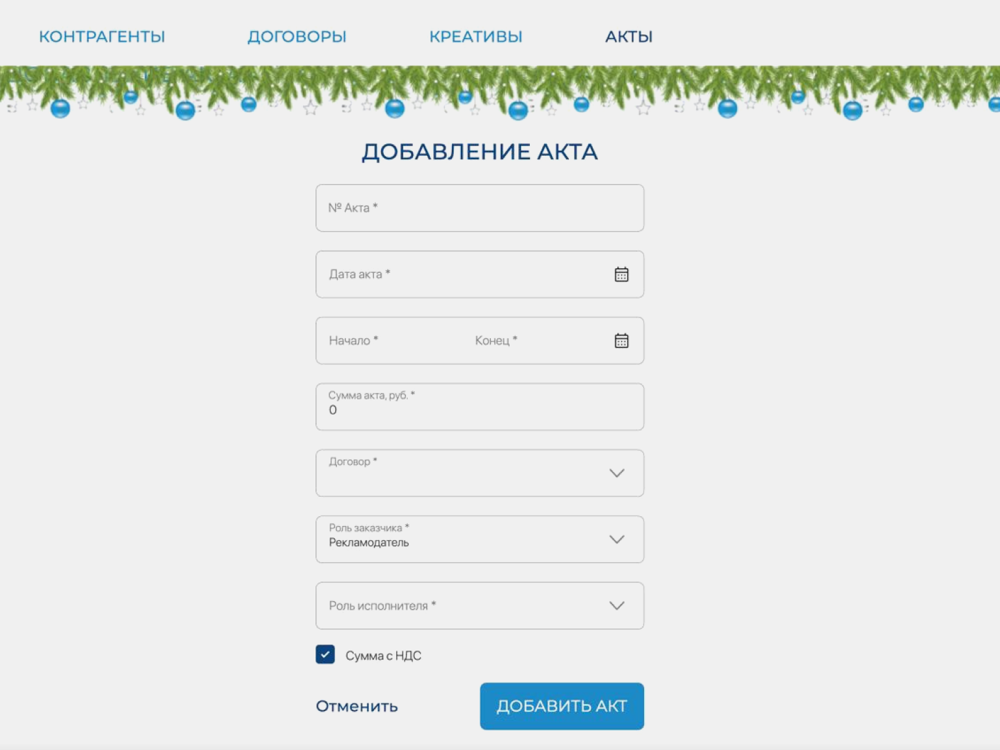 КОНТРАГЕНТЫ ДОГОВОРЫ КРЕАТИВЫ АКТЫ
ДОБАВЛЕНИЕ АКТА
№ Акта *
Дата акта *
Начало * Конец *
Сумма акта, руб. *
0
Договор *
Роль заказчика *
Рекламодатель
Роль исполнителя *
Сумма с НДС
Отменить ДОБАВИТЬ АКТ